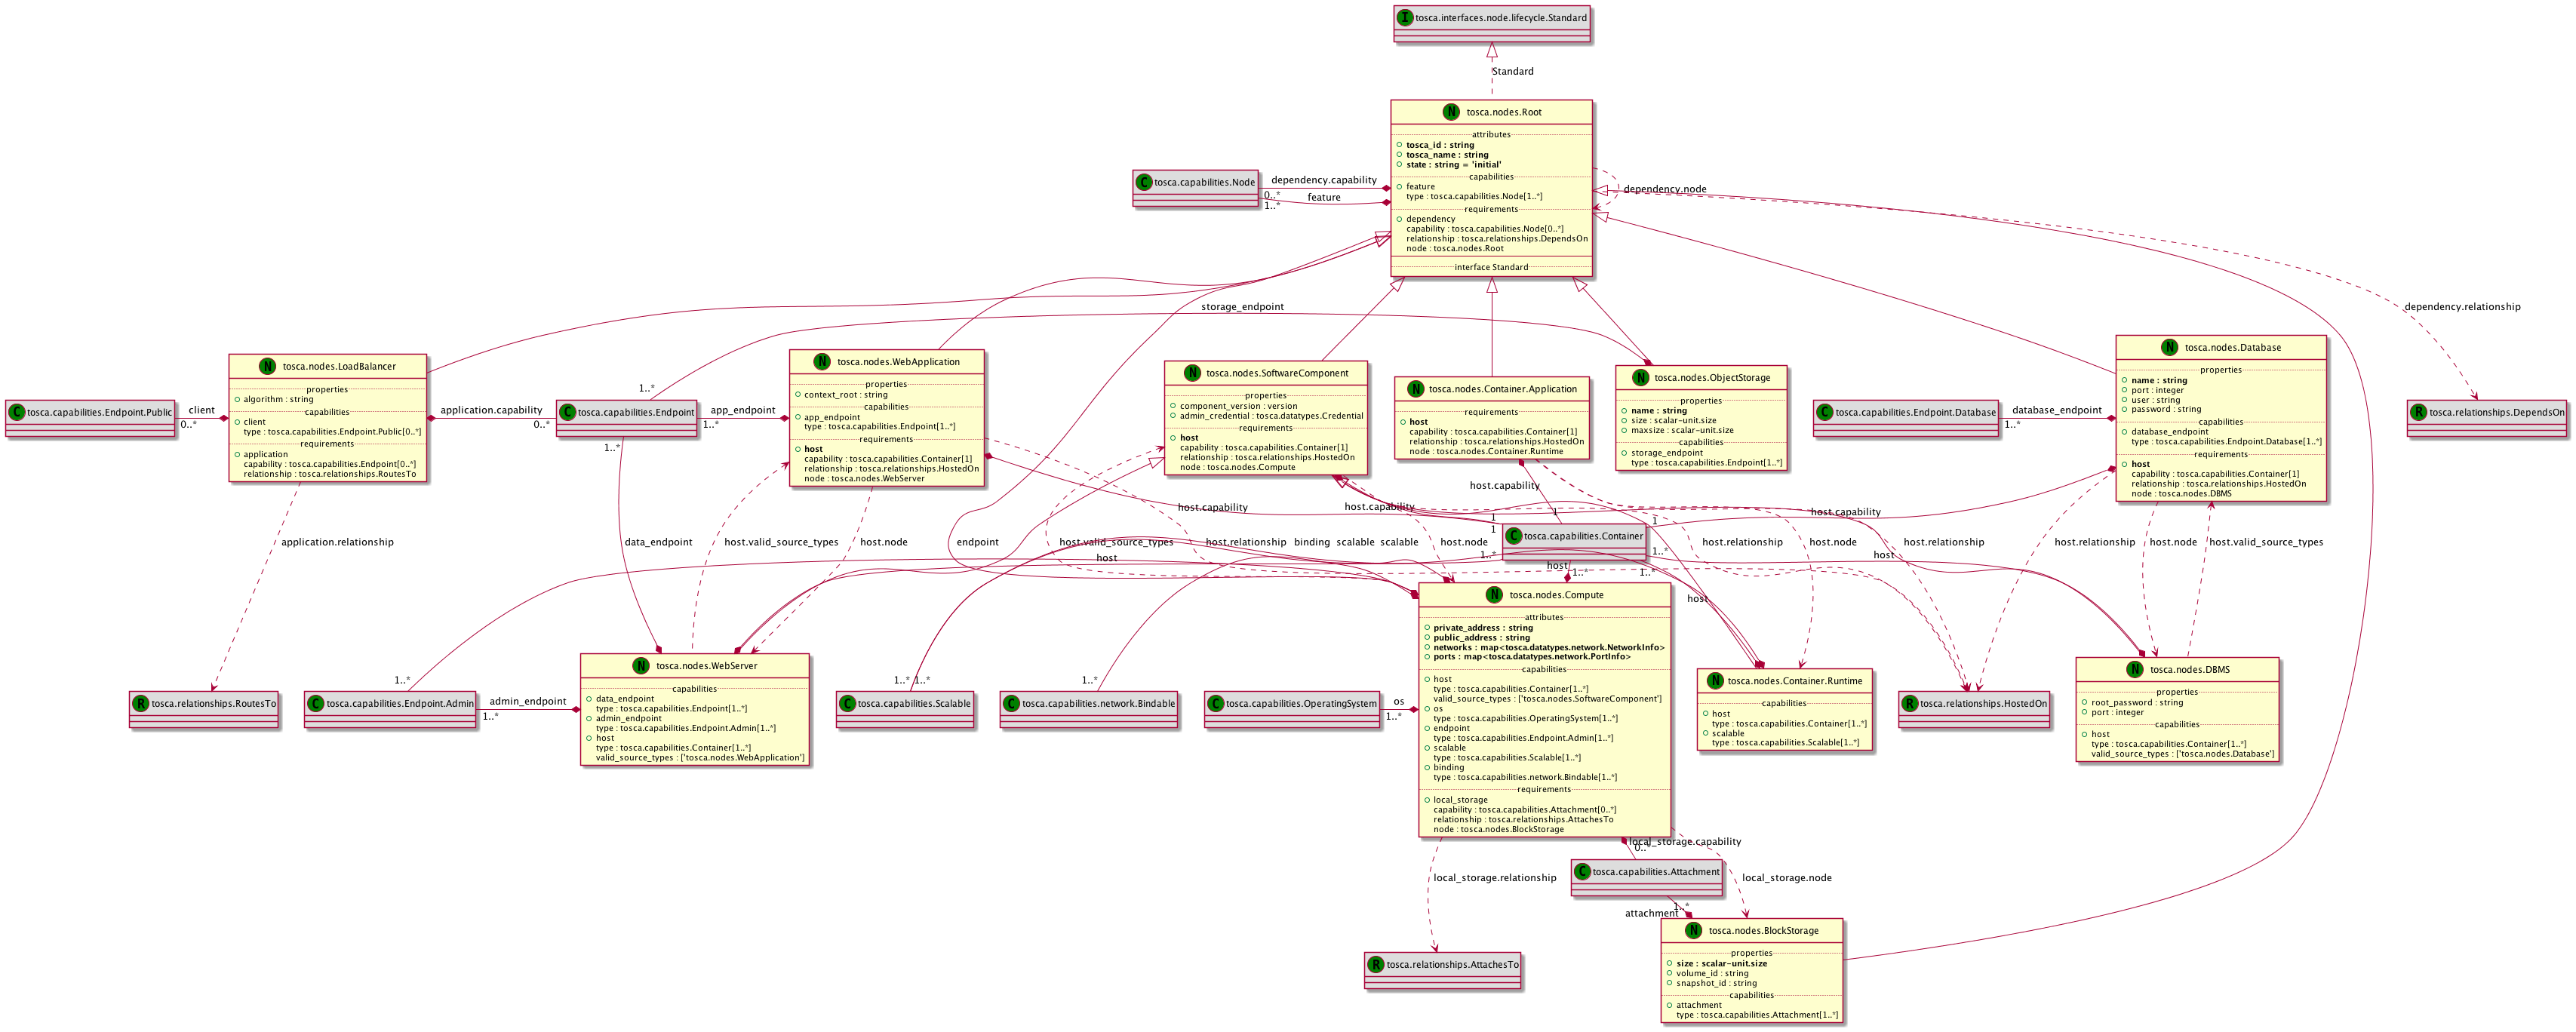 I tosca.interfaces.node.lifecycle.Standard
Standard
N tosca.nodes.Root
attributes
tosca_id : string
tosca_name : string
state : string = 'initial'
capabilities
feature
type : tosca.capabilities.Node[1..*]
requirements
dependency
capability : tosca.capabilities.Node[0..*]
relationship : tosca.relationships.DependsOn
node : tosca.nodes.Root
interface Standard
C tosca.capabilities.Node
dependency.capability
0..*
feature
1..*
dependency.node
dependency.relationship
storage_endpoint
C tosca.capabilities.Endpoint.Public
client
0..*
N tosca.nodes.LoadBalancer
properties
algorithm : string
capabilities
client
type : tosca.capabilities.Endpoint.Public[0..*]
requirements
application
capability : tosca.capabilities.Endpoint[0..*]
relationship : tosca.relationships.RoutesTo
application.capability
0..*
1..*
C tosca.capabilities.Endpoint
1..*
app_endpoint
1..*
N tosca.nodes.WebApplication
properties
context_root : string
capabilities
app_endpoint
type : tosca.capabilities.Endpoint[1..*]
requirements
host
capability : tosca.capabilities.Container[1]
relationship : tosca.relationships.HostedOn
node : tosca.nodes.WebServer
N tosca.nodes.SoftwareComponent
properties
component_version : version
admin_credential : tosca.datatypes.Credential
requirements
host
capability : tosca.capabilities.Container[1]
relationship : tosca.relationships.HostedOn
node : tosca.nodes.Compute
N tosca.nodes.Container.Application
requirements
host
capability : tosca.capabilities.Container[1]
relationship : tosca.relationships.HostedOn
node : tosca.nodes.Container.Runtime
N tosca.nodes.ObjectStorage
properties
name : string
size : scalar-unit.size
maxsize : scalar-unit.size
capabilities
storage_endpoint
type : tosca.capabilities.Endpoint[1..*]
C tosca.capabilities.Endpoint.Database
database_endpoint
1..*
N tosca.nodes.Database
properties
name : string
port : integer
user : string
password : string
capabilities
database_endpoint
type : tosca.capabilities.Endpoint.Database[1..*]
requirements
host
capability : tosca.capabilities.Container[1]
relationship : tosca.relationships.HostedOn
node : tosca.nodes.DBMS
R tosca.relationships.DependsOn
host.capability
host.capability
host.capability
host.capability
1
1
1
1
C tosca.capabilities.Container
application.relationship
data_endpoint
host.valid_source_types
host.node
endpoint
host.valid_source_types
host
host.relationship
binding
scalable
scalable
host.node
1..*
host
1..*
1..*
1..*
host.relationship
host.node
host
host.relationship
host.relationship
host.node
host.valid_source_types
host
R tosca.relationships.RoutesTo
1..*
C tosca.capabilities.Endpoint.Admin
admin_endpoint
1..*
N tosca.nodes.WebServer
capabilities
data_endpoint
type : tosca.capabilities.Endpoint[1..*]
admin_endpoint
type : tosca.capabilities.Endpoint.Admin[1..*]
host
type : tosca.capabilities.Container[1..*]
valid_source_types : ['tosca.nodes.WebApplication']
1..*
1..*
C tosca.capabilities.Scalable
1..*
C tosca.capabilities.network.Bindable
C tosca.capabilities.OperatingSystem
os
1..*
N tosca.nodes.Compute
attributes
private_address : string
public_address : string
networks : map<tosca.datatypes.network.NetworkInfo>
ports : map<tosca.datatypes.network.PortInfo>
capabilities
host
type : tosca.capabilities.Container[1..*]
valid_source_types : ['tosca.nodes.SoftwareComponent']
os
type : tosca.capabilities.OperatingSystem[1..*]
endpoint
type : tosca.capabilities.Endpoint.Admin[1..*]
scalable
type : tosca.capabilities.Scalable[1..*]
binding
type : tosca.capabilities.network.Bindable[1..*]
requirements
local_storage
capability : tosca.capabilities.Attachment[0..*]
relationship : tosca.relationships.AttachesTo
node : tosca.nodes.BlockStorage
N tosca.nodes.Container.Runtime
capabilities
host
type : tosca.capabilities.Container[1..*]
scalable
type : tosca.capabilities.Scalable[1..*]
R tosca.relationships.HostedOn
N tosca.nodes.DBMS
properties
root_password : string
port : integer
capabilities
host
type : tosca.capabilities.Container[1..*]
valid_source_types : ['tosca.nodes.Database']
local_storage.capability
0..*
C tosca.capabilities.Attachment
local_storage.relationship
local_storage.node
1..*
attachment
R tosca.relationships.AttachesTo
N tosca.nodes.BlockStorage
properties
size : scalar-unit.size
volume_id : string
snapshot_id : string
capabilities
attachment
type : tosca.capabilities.Attachment[1..*]